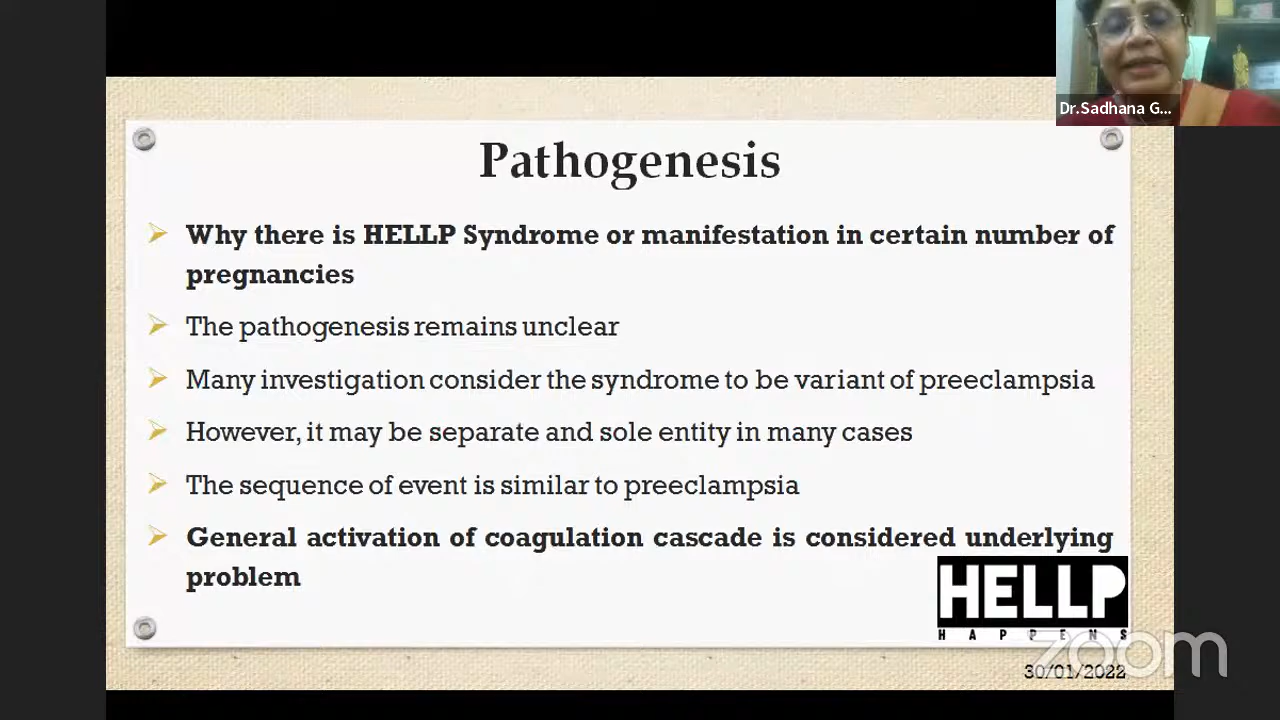 Dr.Sadhana G...
Pathogenesis
Why there is HELLP Syndrome or manifestation in certain number of
pregnancies
The pathogenesis remains unclear
Many investigation consider the syndrome to be variant of preeclampsia
However, it may be separate and sole entity in many cases
The sequence of event is similar to preeclampsia
General activation of coagulation cascade is considered underlying
problem
HELLP
HAPPENS
zoom
30/01/2022